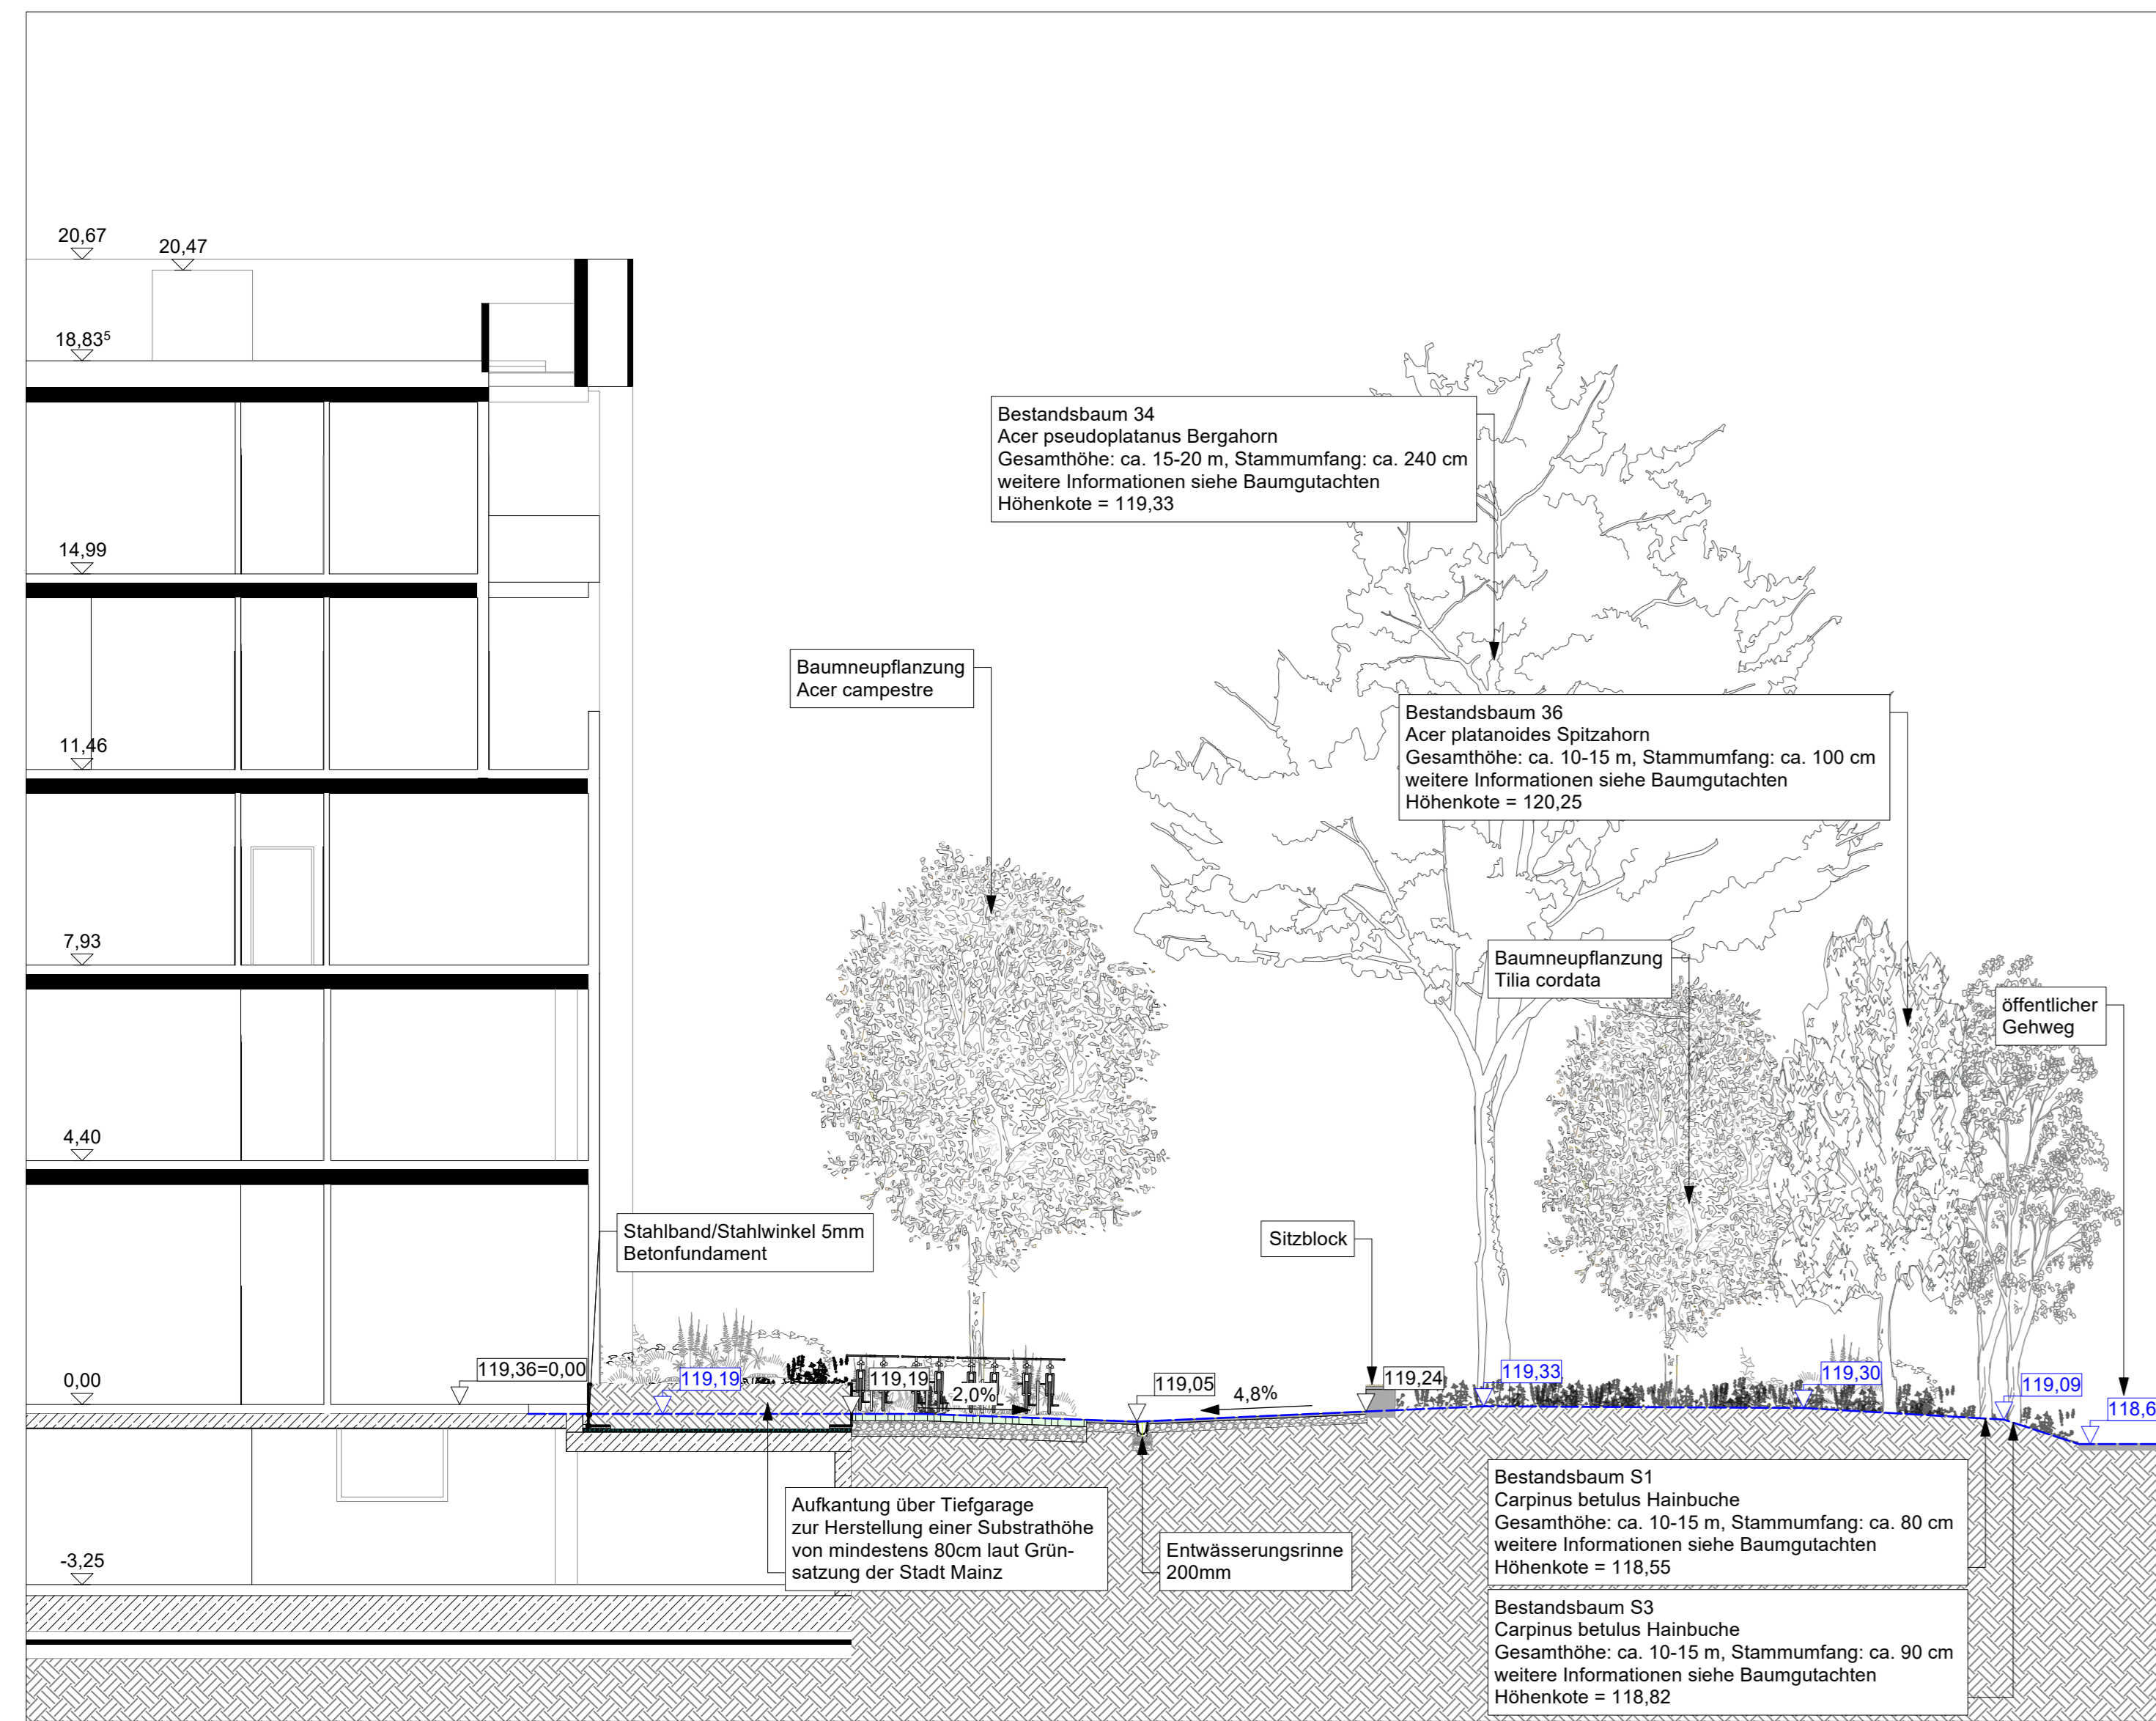 20,67
20,47
18,83⁵
14,99
11,46
7,93
4,40
0,00
-3,25
Bestandsbaum 34
Acer pseudoplatanus Bergahorn
Gesamthöhe: ca. 15-20 m, Stammumfang: ca. 240 cm
weitere Informationen siehe Baumgutachten
Höhenkote = 119,33
Baumneupflanzung
Acer campestre
Bestandsbaum 36
Acer platanoides Spitzahorn
Gesamthöhe: ca. 10-15 m, Stammumfang: ca. 100 cm
weitere Informationen siehe Baumgutachten
Höhenkote = 120,25
Baumneupflanzung
Tilia cordata
öffentlicher
Gehweg
Stahlband/Stahlwinkel 5mm
Betonfundament
Sitzblock
119,36=0,00
119,19
119,19
2,0%
119,05
4,8%
119,24
119,33
119,30
119,09
118,6
Aufkantung über Tiefgarage
zur Herstellung einer Substrathöhe
von mindestens 80cm laut Grün-
satzung der Stadt Mainz
Entwässerungsrinne
200mm
Bestandsbaum S1
Carpinus betulus Hainbuche
Gesamthöhe: ca. 10-15 m, Stammumfang: ca. 80 cm
weitere Informationen siehe Baumgutachten
Höhenkote = 118,55
Bestandsbaum S3
Carpinus betulus Hainbuche
Gesamthöhe: ca. 10-15 m, Stammumfang: ca. 90 cm
weitere Informationen siehe Baumgutachten
Höhenkote = 118,82